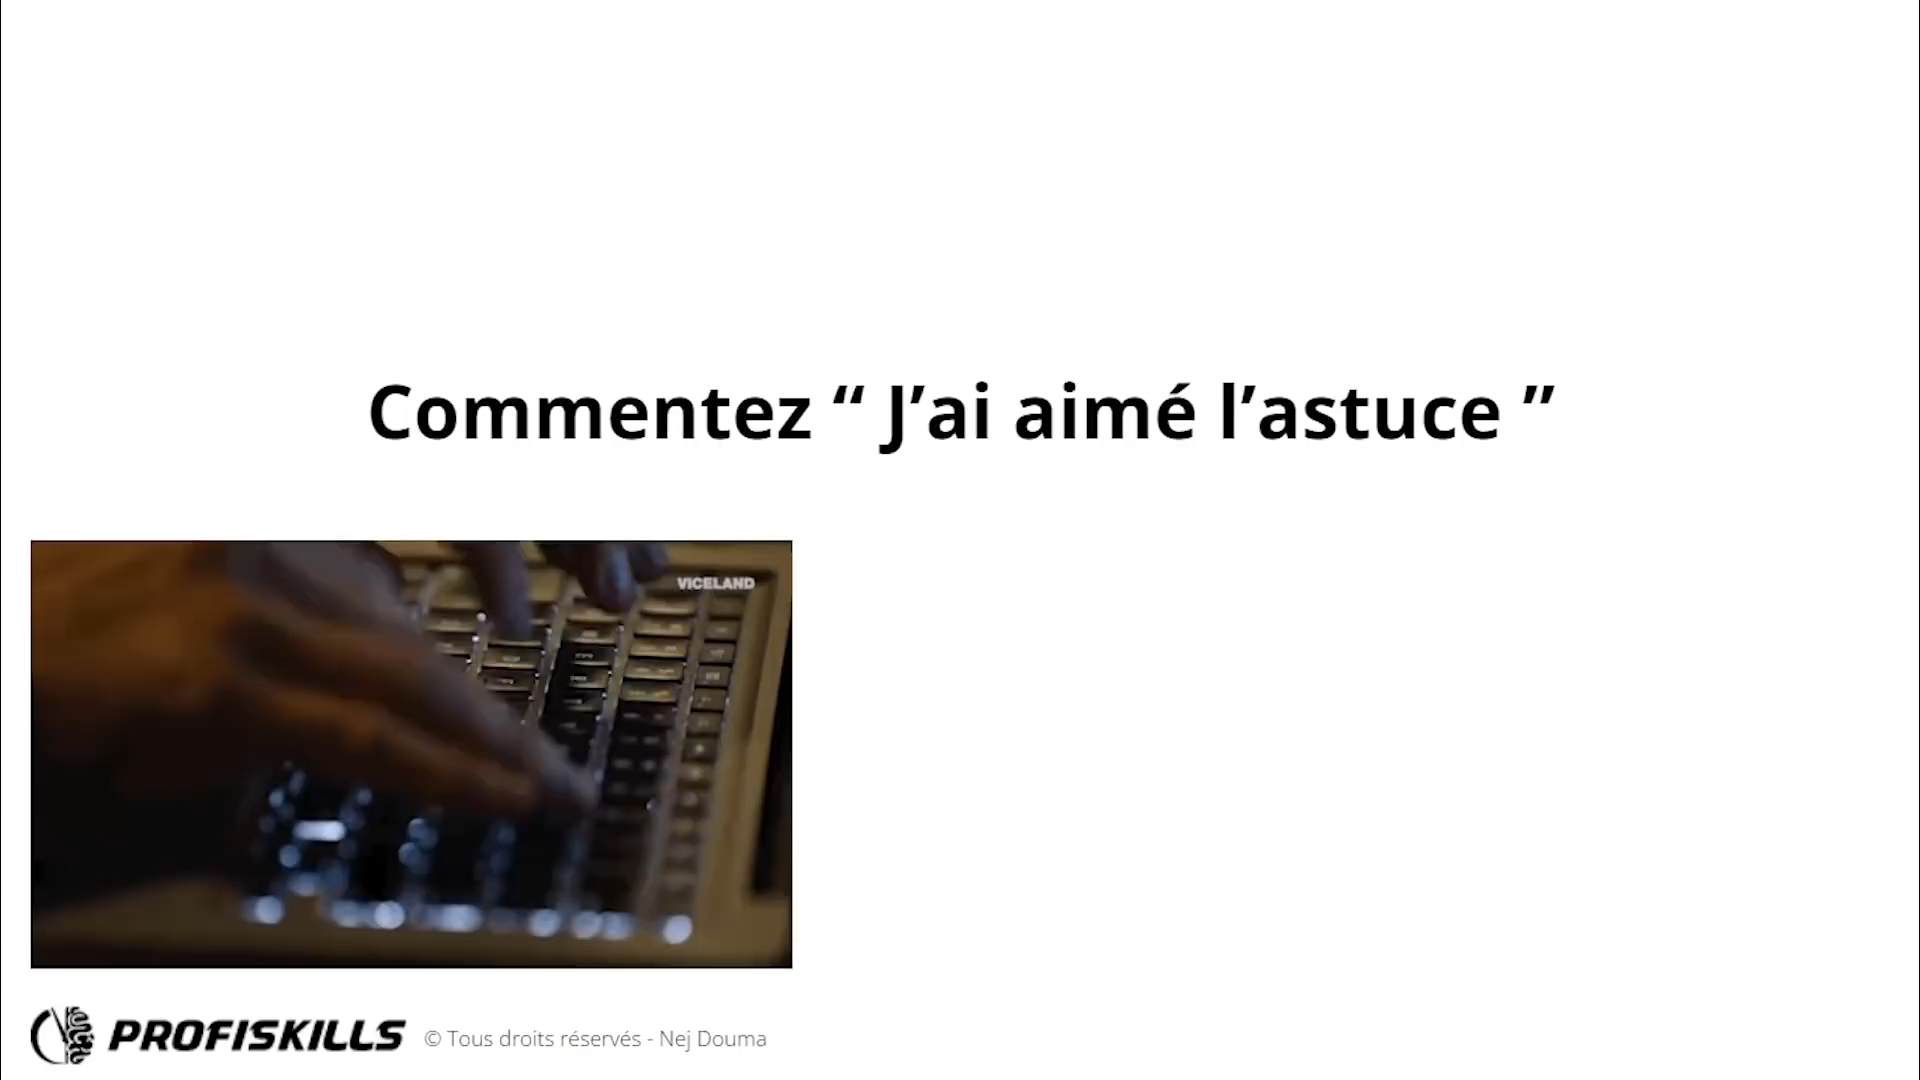 Commentez “ J’ai aimé l’astuce ”
VICELAND
PROFISKILLS
© Tous droits réservés - Nej Douma